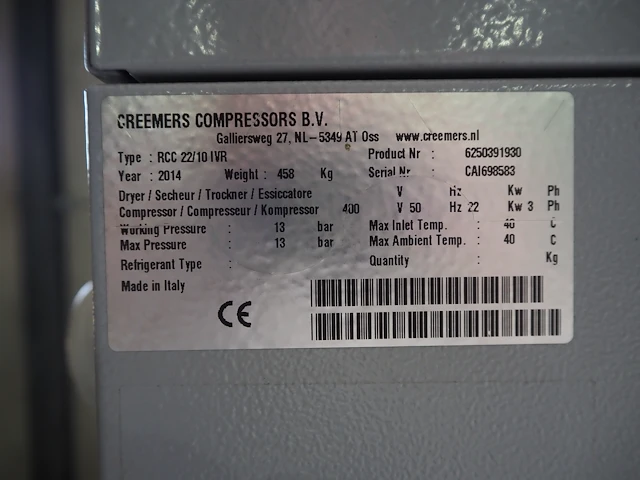 CREEMERS COMPRESSORS B.V.
Galliersweg 27, NL-5349 AT Oss www.creemers.nl
Type : RCC 22/10 IVR Product Nr : 6250391930
Year : 2014 Weight : 458 Kg Serial Nr. : CAI698583
Dryer / Secheur / Trockner / Essiccatore V Hz Kw Ph
Compressor / Compresseur / Kompressor 400 V 50 Hz 22 Kw 3 Ph
Working Pressure : 13 bar Max Inlet Temp. : 40 C
Max Pressure : 13 bar Max Ambient Temp. : 40 C
Refrigerant Type : Quantity : Kg
Made in Italy
CE